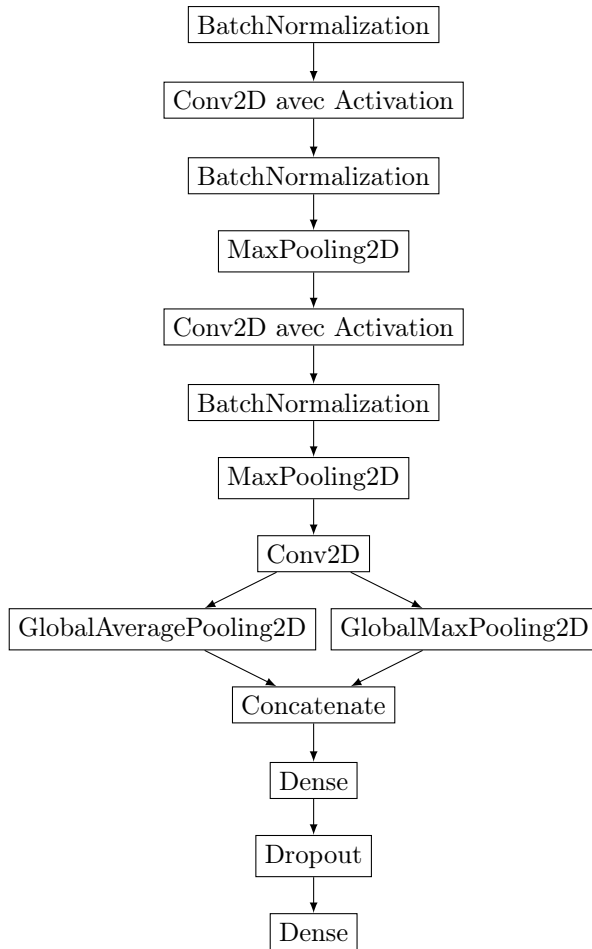 BatchNormalization
Conv2D avec Activation
BatchNormalization
MaxPooling2D
Conv2D avec Activation
BatchNormalization
MaxPooling2D
Conv2D
GlobalAveragePooling2D
GlobalMaxPooling2D
Concatenate
Dense
Dropout
Dense